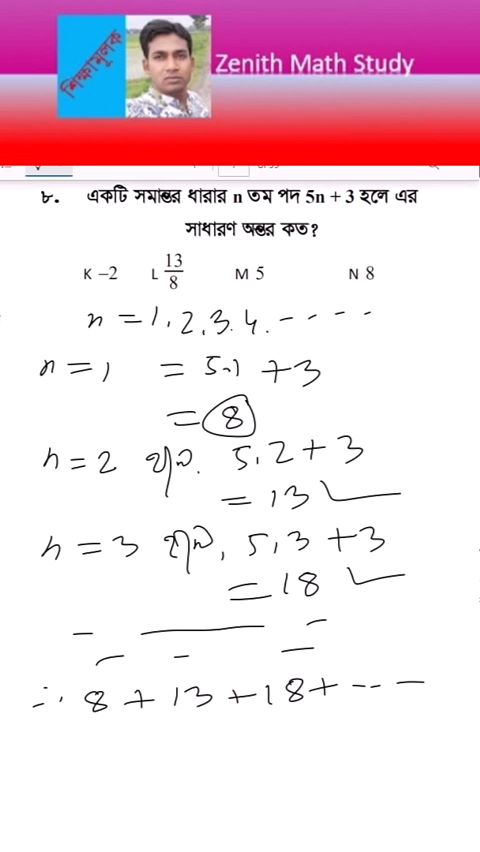 শিক্ষামূলক
Zenith Math Study
৮. একটি সমান্তর ধারার n তম পদ 5n + 3 হলে এর
সাধারণ অন্তর কত?
K –2 L 13/8 M 5 N 8
n = 1, 2, 3, 4, ----
n = 1 = 5.1 + 3
= 8
n = 2 হলে, 5.2 + 3
= 13
n = 3 হলে, 5.3 + 3
= 18
∴ 8 + 13 + 18 + ---